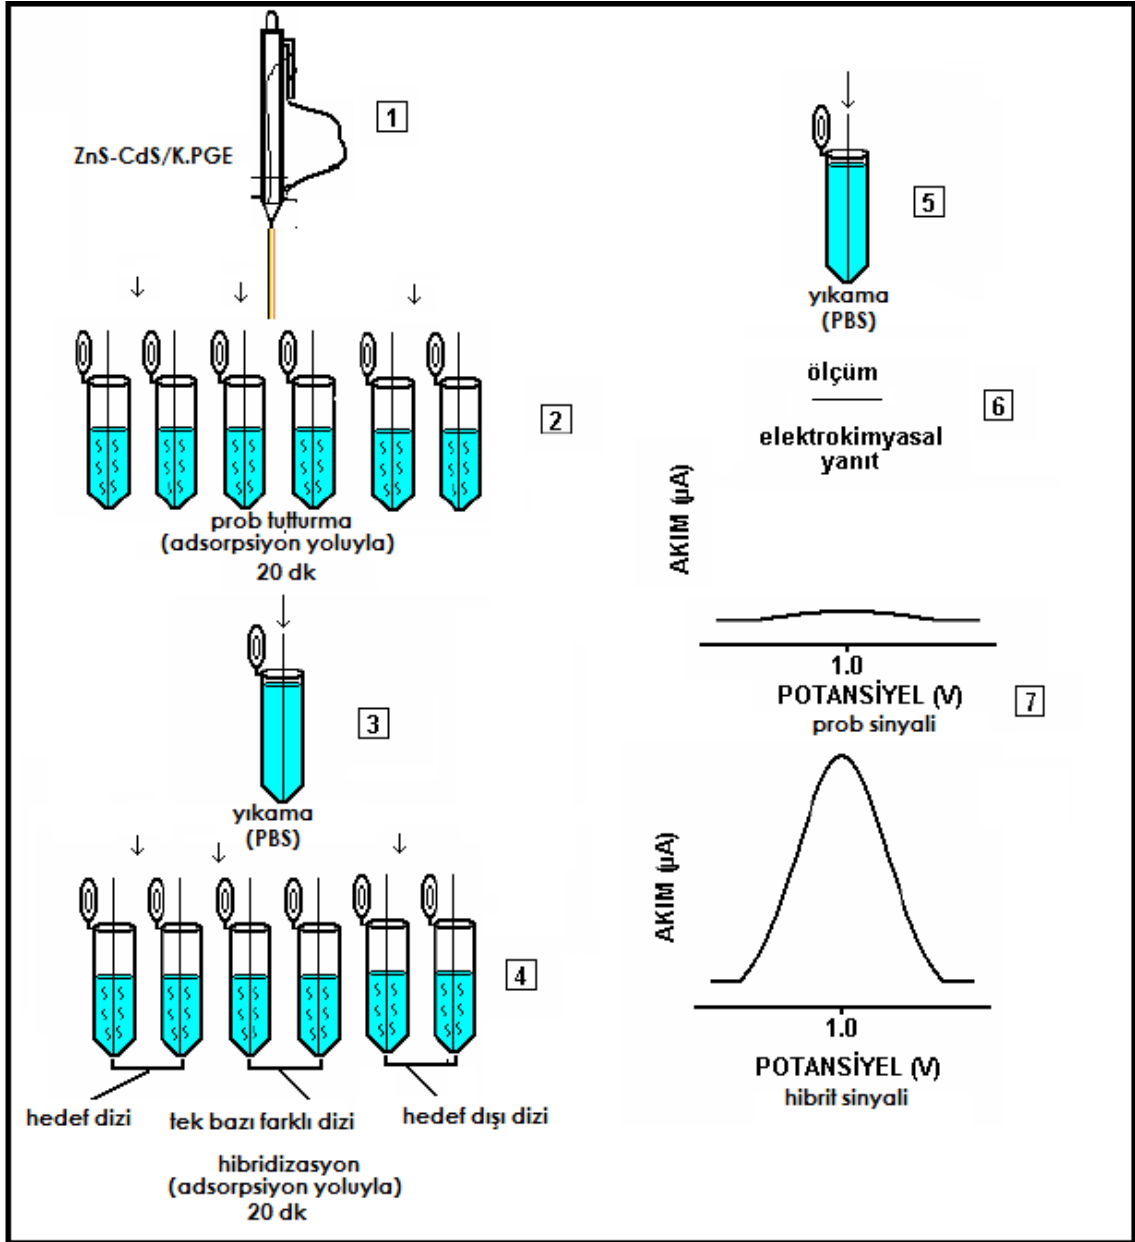 1
ZnS-CdS/K.PGE
2
prob tutturma
(adsorpsiyon yoluyla)
20 dk
3
yıkama
(PBS)
4
hedef dizi
tek bazı farklı dizi
hedef dışı dizi
hibridizasyon
(adsorpsiyon yoluyla)
20 dk
5
yıkama
(PBS)
ölçüm
6
elektrokimyasal
yanıt
AKIM (µA)
1.0
POTANSİYEL (V)
7
prob sinyali
AKIM (µA)
1.0
POTANSİYEL (V)
hibrit sinyali